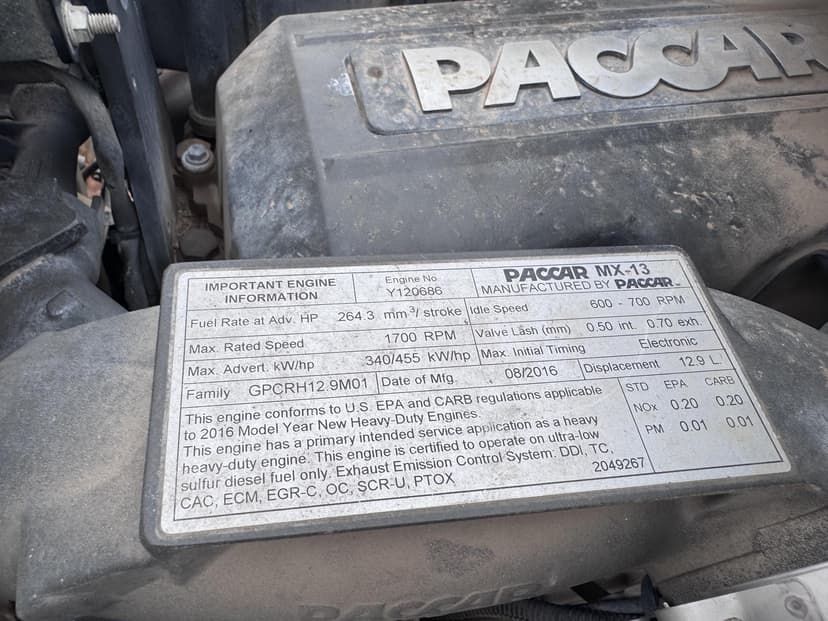 PACCAR
IMPORTANT ENGINE INFORMATION
Engine No
Y120686
PACCAR MX-13
MANUFACTURED BY PACCAR
Fuel Rate at Adv. HP 264.3 mm³/ stroke
Idle Speed 600 - 700 RPM
Max. Rated Speed 1700 RPM
Valve Lash (mm) 0.50 int. 0.70 exh.
Max. Advert. kW/hp 340/455 kW/hp
Max. Initial Timing Electronic
Family GPCRH12.9M01
Date of Mfg. 08/2016
Displacement 12.9 L
This engine conforms to U.S. EPA and CARB regulations applicable
to 2016 Model Year New Heavy-Duty Engines.
This engine has a primary intended service application as a heavy
heavy-duty engine. This engine is certified to operate on ultra-low
sulfur diesel fuel only. Exhaust Emission Control System: DDI, TC,
CAC, ECM, EGR-C, OC, SCR-U, PTOX
2049267
STD EPA CARB
NOx 0.20 0.20
PM 0.01 0.01
PACCAR